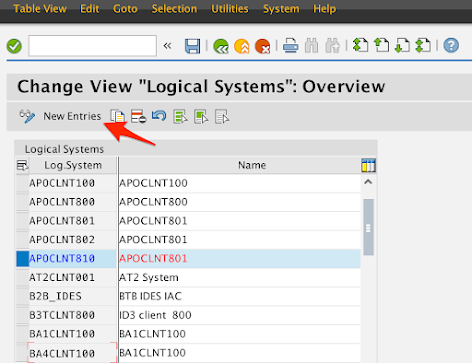 Table View Edit Goto Selection Utilities System Help
Change View "Logical Systems": Overview
New Entries
Logical Systems
Log.System Name
APOCLNT100 APOCLNT100
APOCLNT800 APOCLNT800
APOCLNT801 APOCLNT801
APOCLNT802 APOCLNT801
APOCLNT810 APOCLNT801
AT2CLNT001 AT2 System
B2B_IDES BTB IDES IAC
B3TCLNT800 ID3 client 800
BA1CLNT100 BA1CLNT100
BA4CLNT100 BA1CLNT100